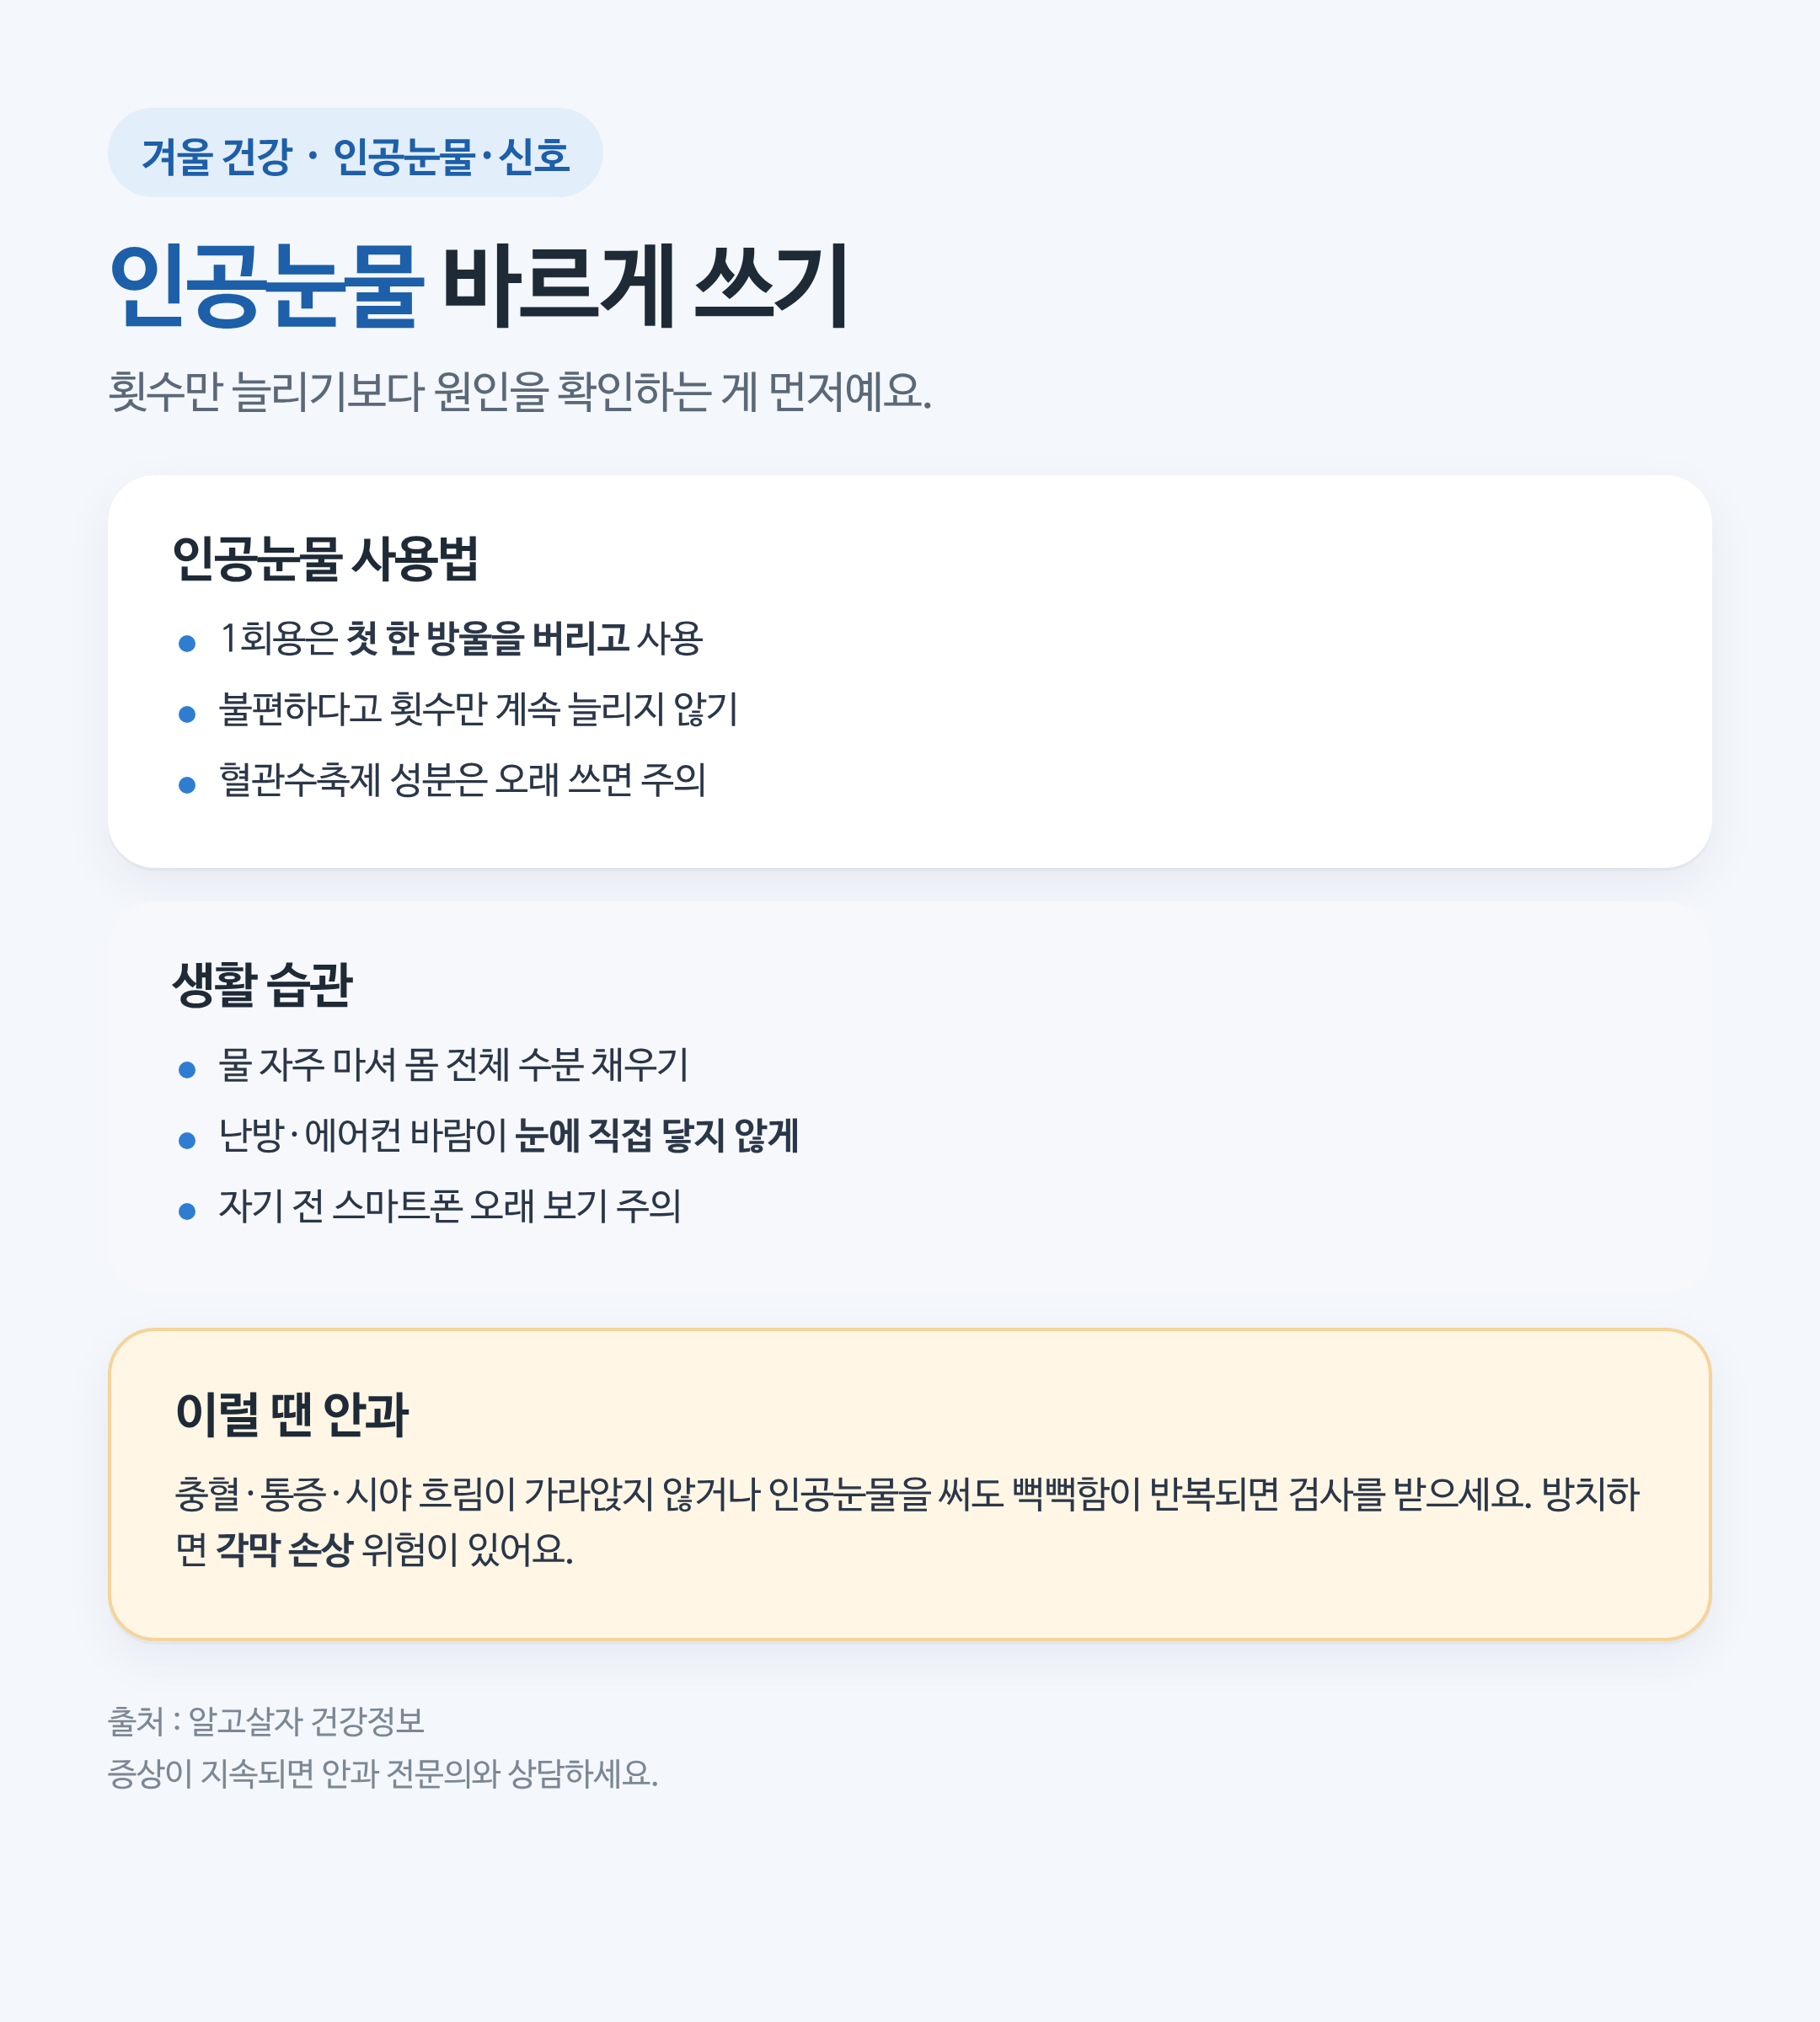 겨울 건강 · 인공눈물·신호
인공눈물 바르게 쓰기
횟수만 늘리기보다 원인을 확인하는 게 먼저예요.
인공눈물 사용법
1회용은 첫 한 방울을 버리고 사용
불편하다고 횟수만 계속 늘리지 않기
혈관수축제 성분은 오래 쓰면 주의
생활 습관
물 자주 마셔 몸 전체 수분 채우기
난방·에어컨 바람이 눈에 직접 닿지 않게
자기 전 스마트폰 오래 보기 주의
이럴 땐 안과
충혈·통증·시야 흐림이 가라앉지 않거나 인공눈물을 써도 뻑뻑함이 반복되면 검사를 받으세요. 방치하
면 각막 손상 위험이 있어요.
출처 : 알고살자 건강정보
증상이 지속되면 안과 전문의와 상담하세요.